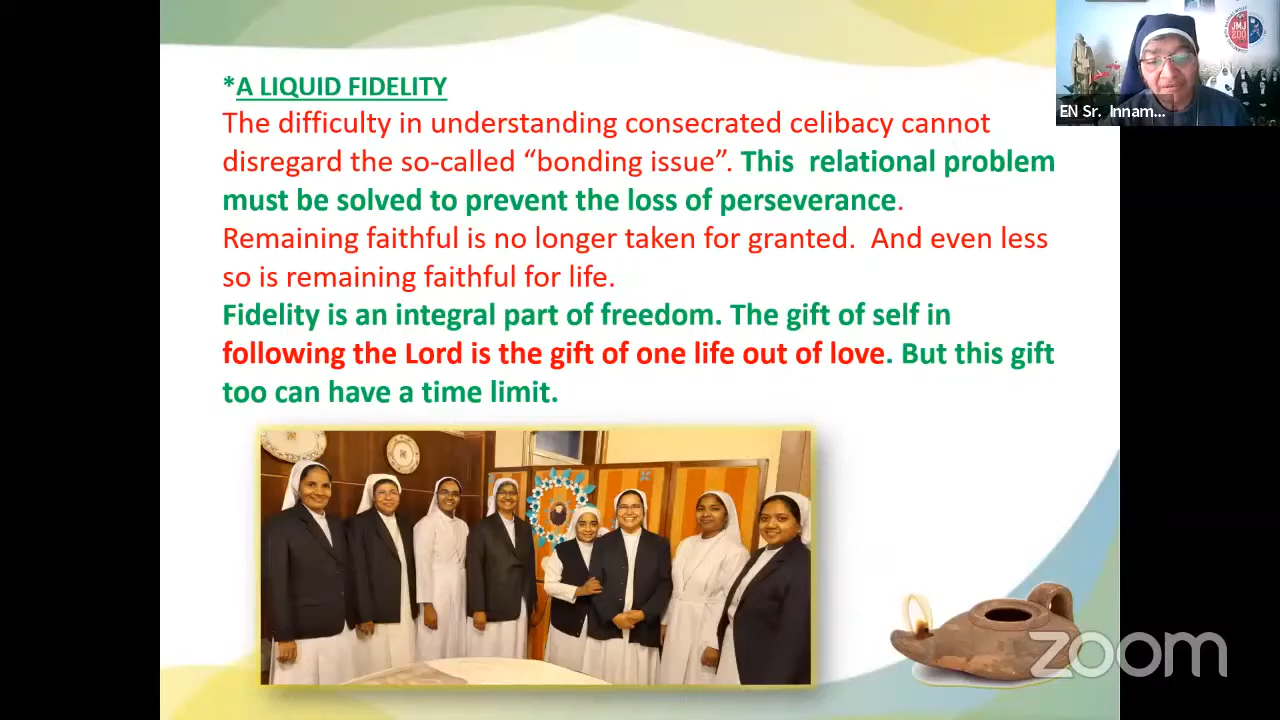 *A LIQUID FIDELITY
The difficulty in understanding consecrated celibacy cannot
disregard the so-called “bonding issue”. This  relational problem
must be solved to prevent the loss of perseverance.
Remaining faithful is no longer taken for granted.  And even less
so is remaining faithful for life.
Fidelity is an integral part of freedom. The gift of self in
following the Lord is the gift of one life out of love. But this gift
too can have a time limit.
JMJ
200
EN Sr.  Innam...
zoom